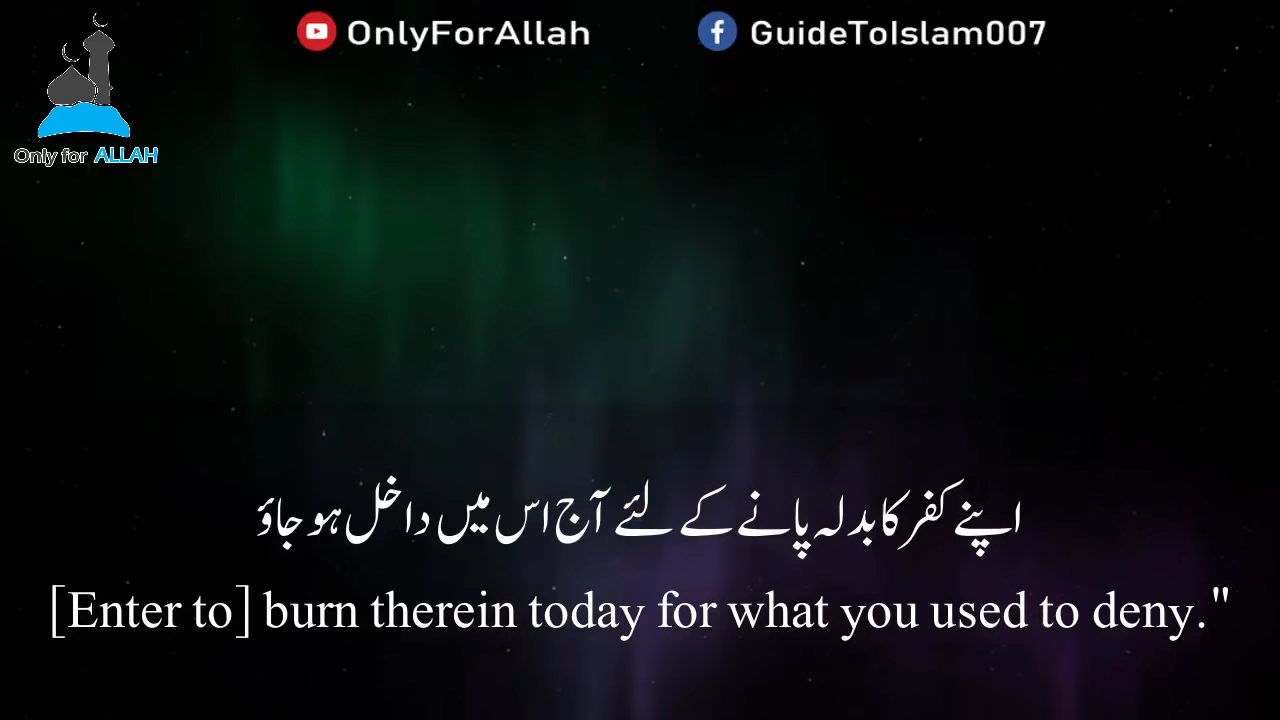 OnlyForAllah
GuideToIslam007
Only for ALLAH
اپنے کفر کا بدلہ پانے کے لئے آج اس میں داخل ہو جاؤ
[Enter to] burn therein today for what you used to deny."